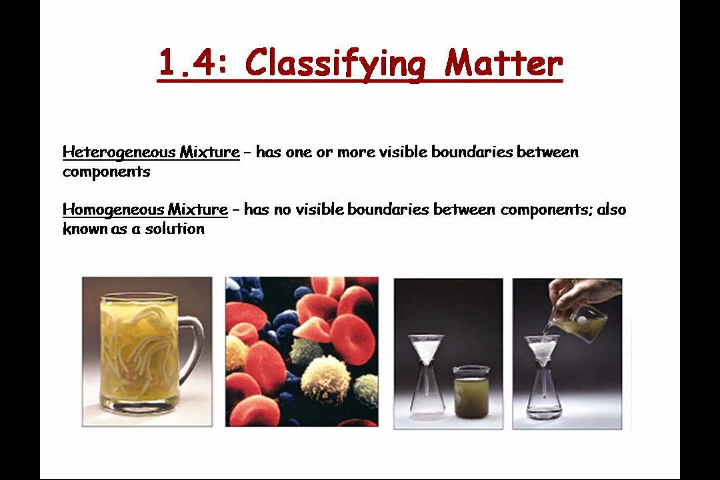 1.4: Classifying Matter
Heterogeneous Mixture – has one or more visible boundaries between
components
Homogeneous Mixture – has no visible boundaries between components; also
known as a solution